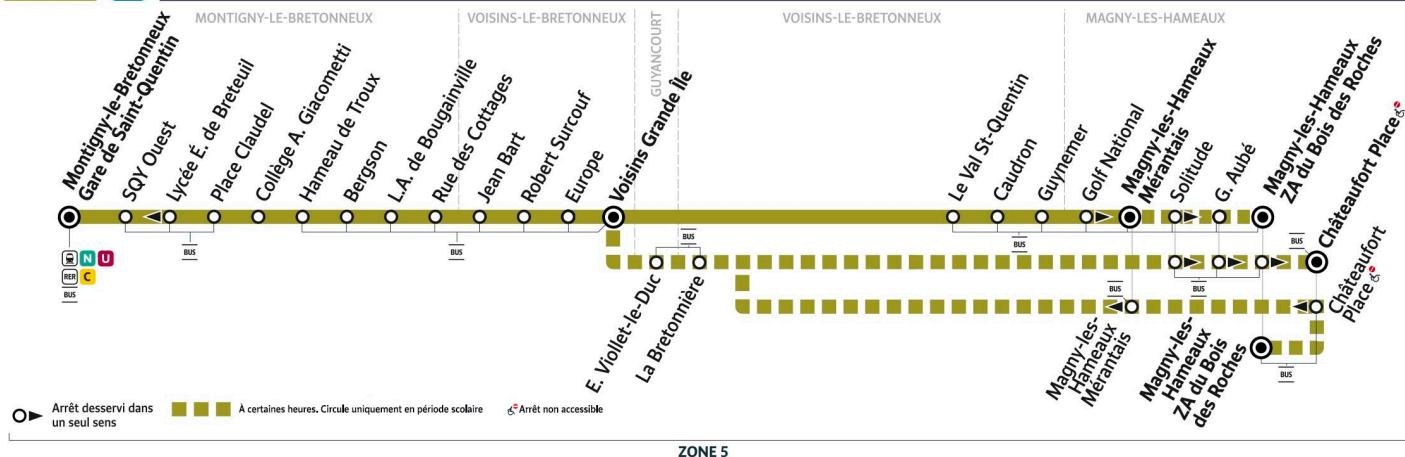 MONTIGNY-LE-BRETONNEUX
VOISINS-LE-BRETONNEUX
GUYANCOURT
VOISINS-LE-BRETONNEUX
MAGNY-LES-HAMEAUX
Montigny-le-Bretonneux
Gare de Saint-Quentin
SQY Ouest
Lycée É. de Breteuil
Place Claudel
Collège A. Giacometti
Hameau de Troux
Bergson
L.A. de Bougainville
Rue des Cottages
Jean Bart
Robert Surcouf
Europe
Voisins Grande Île
Le Val St-Quentin
Caudron
Guynemer
Golf National
Magny-les-Hameaux
Mérantais
Solitude
G. Aubé
Magny-les-Hameaux
ZA du Bois des Roches
Châteaufort Place
N U
RER C
BUS
BUS
BUS
BUS
BUS
BUS
BUS
BUS
E. Viollet-le-Duc
La Bretonnière
Magny-les-
Hameaux
Mérantais
Magny-les-
Hameaux
ZA du Bois
des Roches
Châteaufort
Place
Arrêt desservi dans
un seul sens
À certaines heures. Circule uniquement en période scolaire
Arrêt non accessible
ZONE 5